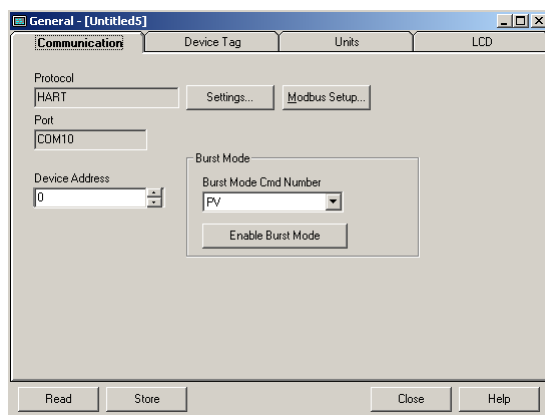 General - [Untitled5]
Communication Device Tag Units LCD
Protocol
HART Settings... Modbus Setup...
Port
COM10
Burst Mode
Device Address Burst Mode Cmd Number
0 PV
Enable Burst Mode
Read Store Close Help